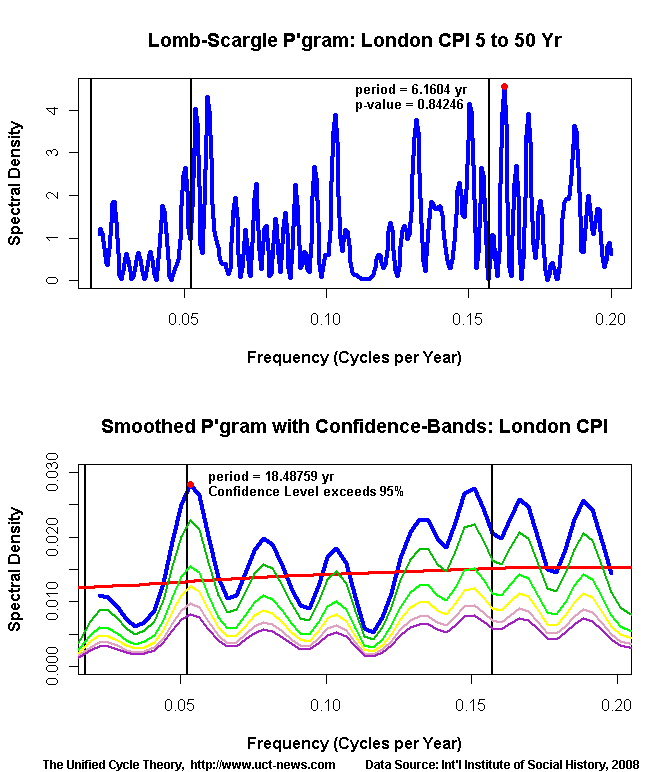 Lomb-Scargle P'gram: London CPI 5 to 50 Yr
period = 6.1604 yr
p-value = 0.84246
Spectral Density
4
3
2
1
0
0.05 0.10 0.15 0.20
Frequency (Cycles per Year)
Smoothed P'gram with Confidence-Bands: London CPI
period = 18.48759 yr
Confidence Level exceeds 95%
Spectral Density
0.030
0.020
0.010
0.000
0.05 0.10 0.15 0.20
Frequency (Cycles per Year)
The Unified Cycle Theory, http://www.uct-news.com Data Source: Int'l Institute of Social History, 2008